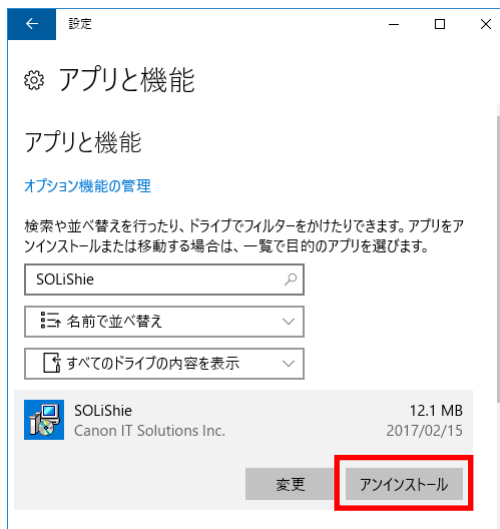 設定
アプリと機能
アプリと機能
オプション機能の管理
検索や並べ替えを行ったり、ドライブでフィルターをかけたりできます。アプリをア
ンインストールまたは移動する場合は、一覧で目的のアプリを選びます。
SOLiShie
名前で並べ替え
すべてのドライブの内容を表示
SOLiShie 12.1 MB
Canon IT Solutions Inc. 2017/02/15
変更 アンインストール